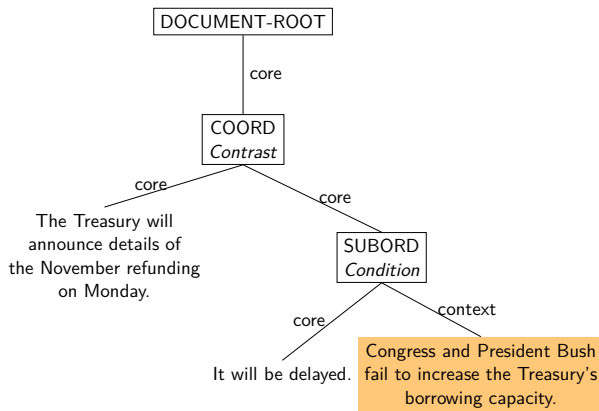 DOCUMENT-ROOT
core
COORD
Contrast
core
core
The Treasury will
announce details of
the November refunding
on Monday.
SUBORD
Condition
core
context
It will be delayed.
Congress and President Bush
fail to increase the Treasury's
borrowing capacity.